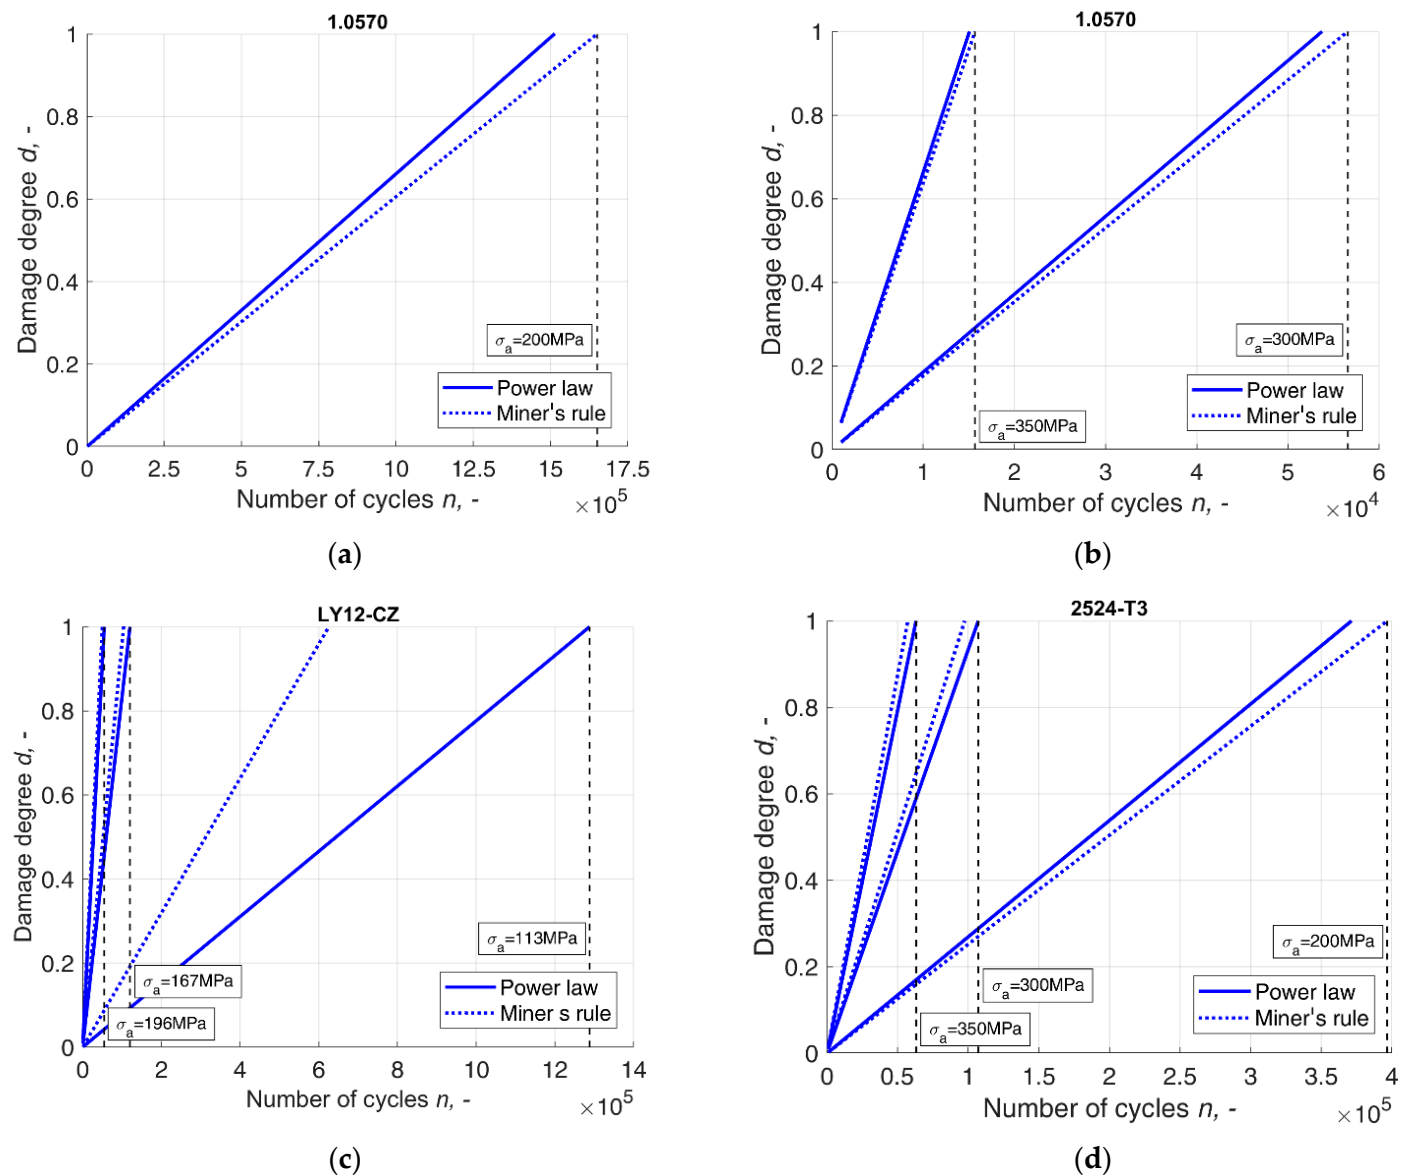 1.0570
1
0.8
0.6
0.4
0.2
0
Damage degree d, -
σa=200MPa
Power law
Miner's rule
0 2.5 5 7.5 10 12.5 15 17.5
Number of cycles n, -
×10^5
(a)
1.0570
1
0.8
0.6
0.4
0.2
0
Damage degree d, -
σa=300MPa
Power law
Miner's rule
σa=350MPa
0 1 2 3 4 5 6
Number of cycles n, -
×10^4
(b)
LY12-CZ
1
0.8
0.6
0.4
0.2
0
Damage degree d, -
σa=113MPa
σa=167MPa
σa=196MPa
Power law
Miner s rule
0 2 4 6 8 10 12 14
Number of cycles n, -
×10^5
(c)
2524-T3
1
0.8
0.6
0.4
0.2
0
Damage degree d, -
σa=200MPa
σa=300MPa
σa=350MPa
Power law
Miner's rule
0 0.5 1 1.5 2 2.5 3 3.5 4
Number of cycles n, -
×10^5
(d)